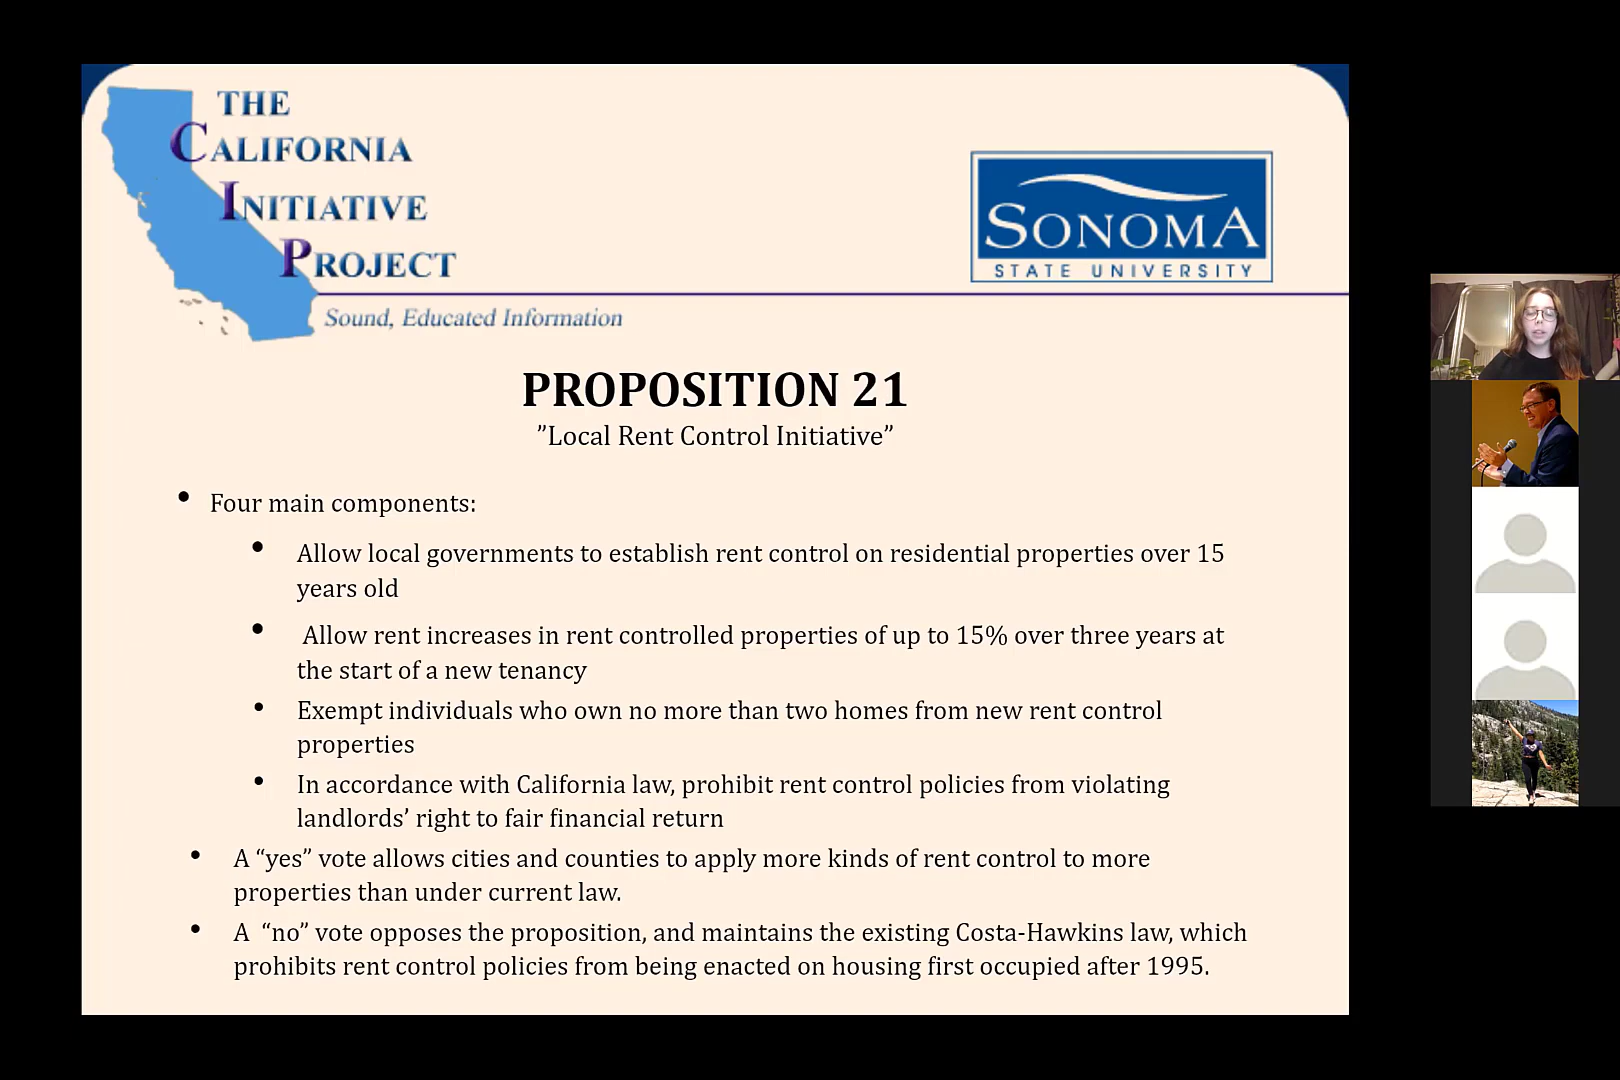 THE
CALIFORNIA
INITIATIVE
PROJECT
Sound, Educated Information
SONOMA
STATE UNIVERSITY
PROPOSITION 21
”Local Rent Control Initiative”
• Four main components:
• Allow local governments to establish rent control on residential properties over 15
years old
• Allow rent increases in rent controlled properties of up to 15% over three years at
the start of a new tenancy
• Exempt individuals who own no more than two homes from new rent control
properties
• In accordance with California law, prohibit rent control policies from violating
landlords’ right to fair financial return
• A “yes” vote allows cities and counties to apply more kinds of rent control to more
properties than under current law.
• A “no” vote opposes the proposition, and maintains the existing Costa-Hawkins law, which
prohibits rent control policies from being enacted on housing first occupied after 1995.